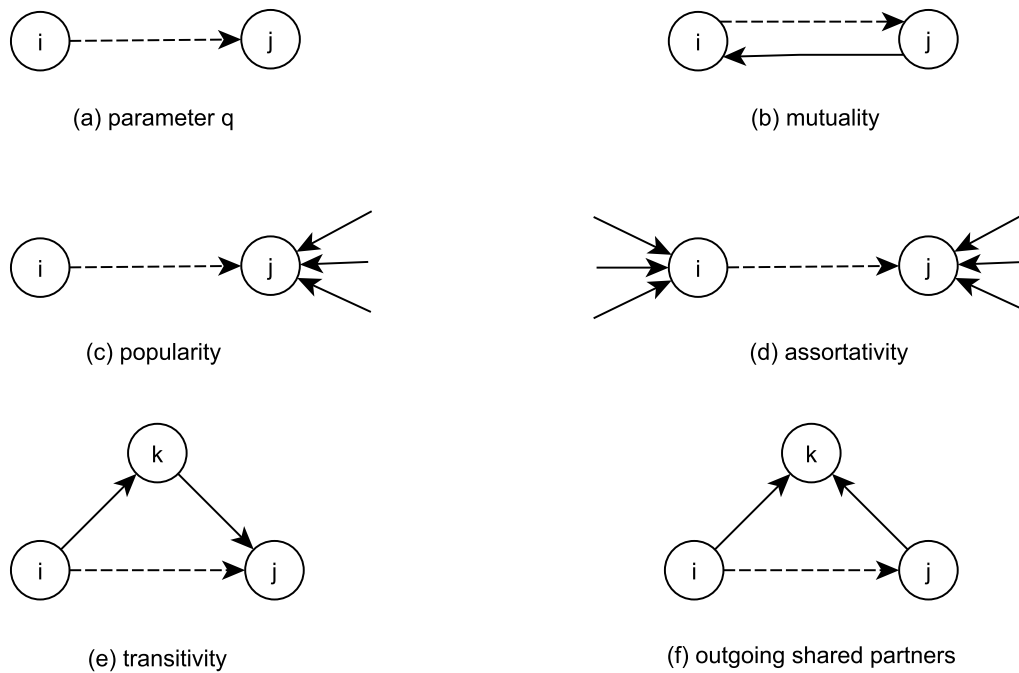 i j
i j
(a) parameter q
(b) mutuality
i j
i j
(c) popularity
(d) assortativity
k
k
i j
i j
(e) transitivity
(f) outgoing shared partners